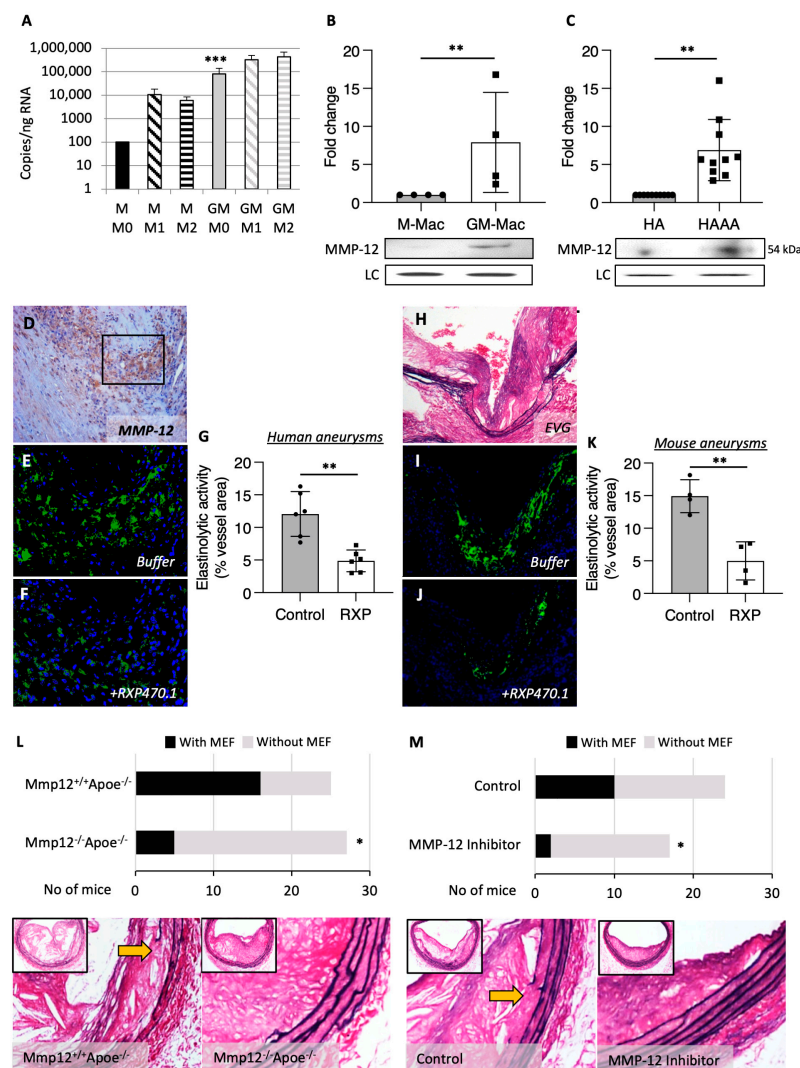 A
1,000,000
100,000
10,000
1000
100
10
1
Copies/ng RNA
***
M M M GM GM GM
M0 M1 M2 M0 M1 M2
B
20
15
10
5
0
Fold change
**
M-Mac GM-Mac
MMP-12
LC
C
20
15
10
5
0
Fold change
**
HA HAAA
MMP-12 54 kDa
LC
D
MMP-12
E
Buffer
F
+RXP470.1
G
Human aneurysms
20
15
10
5
0
Elastinolytic activity
(% vessel area)
**
Control RXP
H
EVG
I
Buffer
J
+RXP470.1
K
Mouse aneurysms
20
15
10
5
0
Elastinolytic activity
(% vessel area)
**
Control RXP
L
With MEF Without MEF
Mmp12+/+Apoe-/-
Mmp12-/-Apoe-/- *
No of mice 0 10 20 30
Mmp12+/+Apoe-/-
Mmp12-/-Apoe-/-
M
With MEF Without MEF
Control
MMP-12 Inhibitor *
No of mice 0 10 20 30
Control
MMP-12 Inhibitor